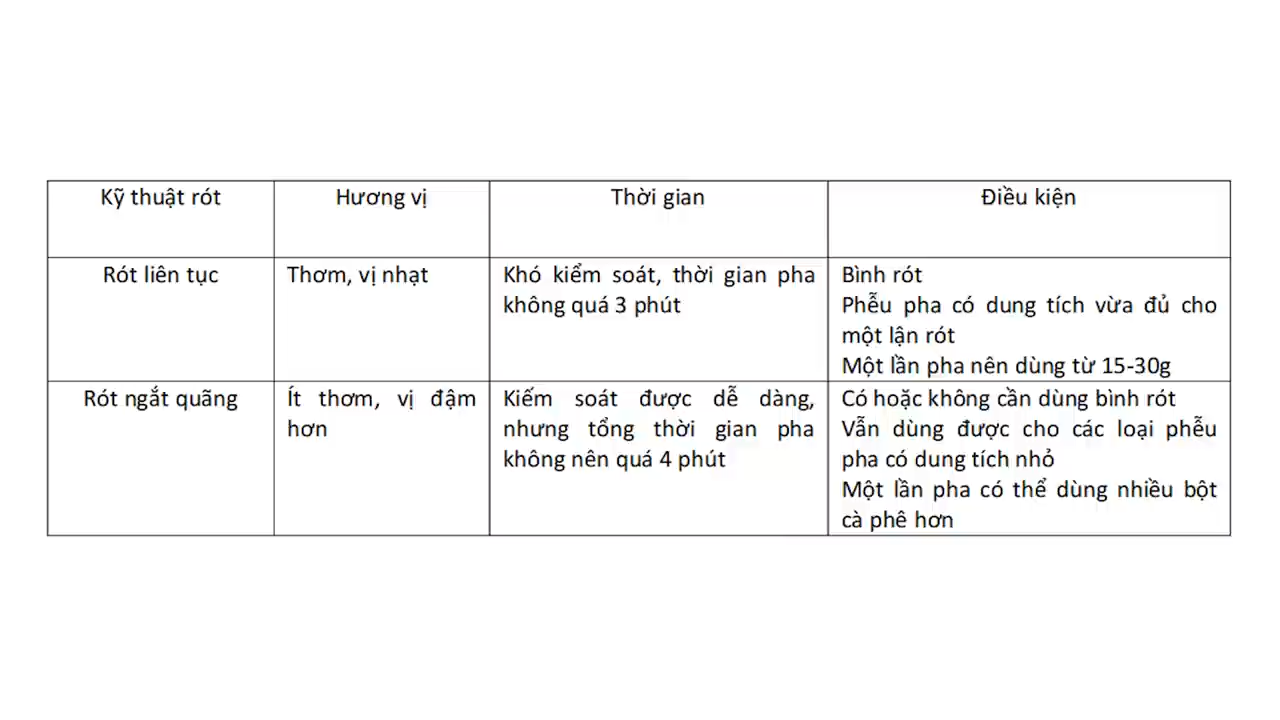 Kỹ thuật rót
Hương vị
Thời gian
Điều kiện
Rót liên tục
Thơm, vị nhạt
Khó kiểm soát, thời gian pha
không quá 3 phút
Bình rót
Phễu pha có dung tích vừa đủ cho
một lận rót
Một lần pha nên dùng từ 15-30g
Rót ngắt quãng
Ít thơm, vị đậm
hơn
Kiếm soát được dễ dàng,
nhưng tổng thời gian pha
không nên quá 4 phút
Có hoặc không cần dùng bình rót
Vẫn dùng được cho các loại phễu
pha có dung tích nhỏ
Một lần pha có thể dùng nhiều bột
cà phê hơn